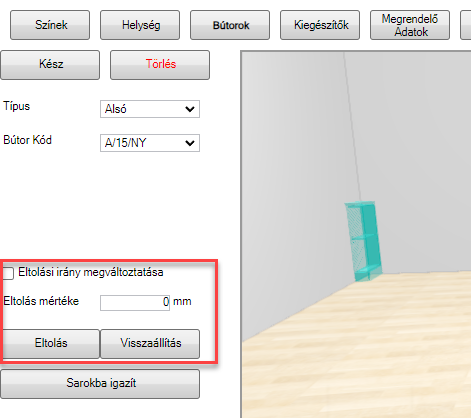 Színek Helység Bútorok Kiegészítők Megrendelő
Adatok
Kész Törlés
Típus Alsó
Bútor Kód A/15/NY
Eltolási irány megváltoztatása
Eltolás mértéke 0 mm
Eltolás Visszaállítás
Sarokba igazít